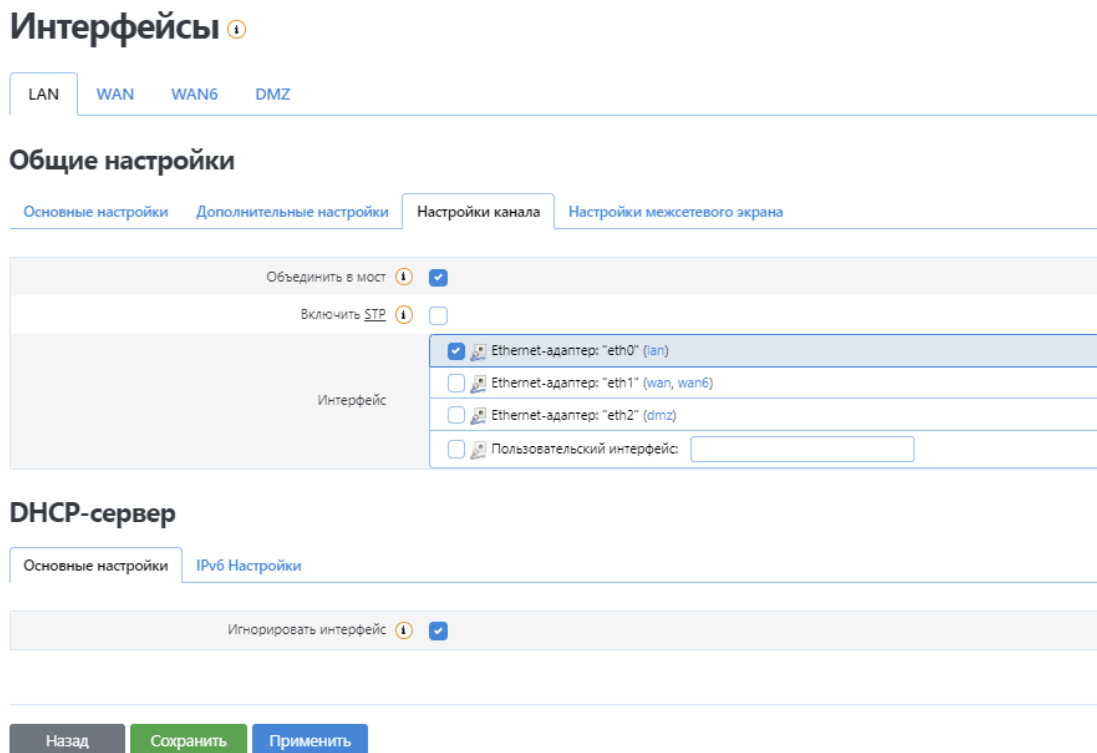 Интерфейсы
LAN WAN WAN6 DMZ
Общие настройки
Основные настройки Дополнительные настройки Настройки канала Настройки межсетевого экрана
Объединить в мост
Включить STP
Интерфейс
Ethernet-адаптер: "eth0" (lan)
Ethernet-адаптер: "eth1" (wan, wan6)
Ethernet-адаптер: "eth2" (dmz)
Пользовательский интерфейс:
DHCP-сервер
Основные настройки IPv6 Настройки
Игнорировать интерфейс
Назад Сохранить Применить